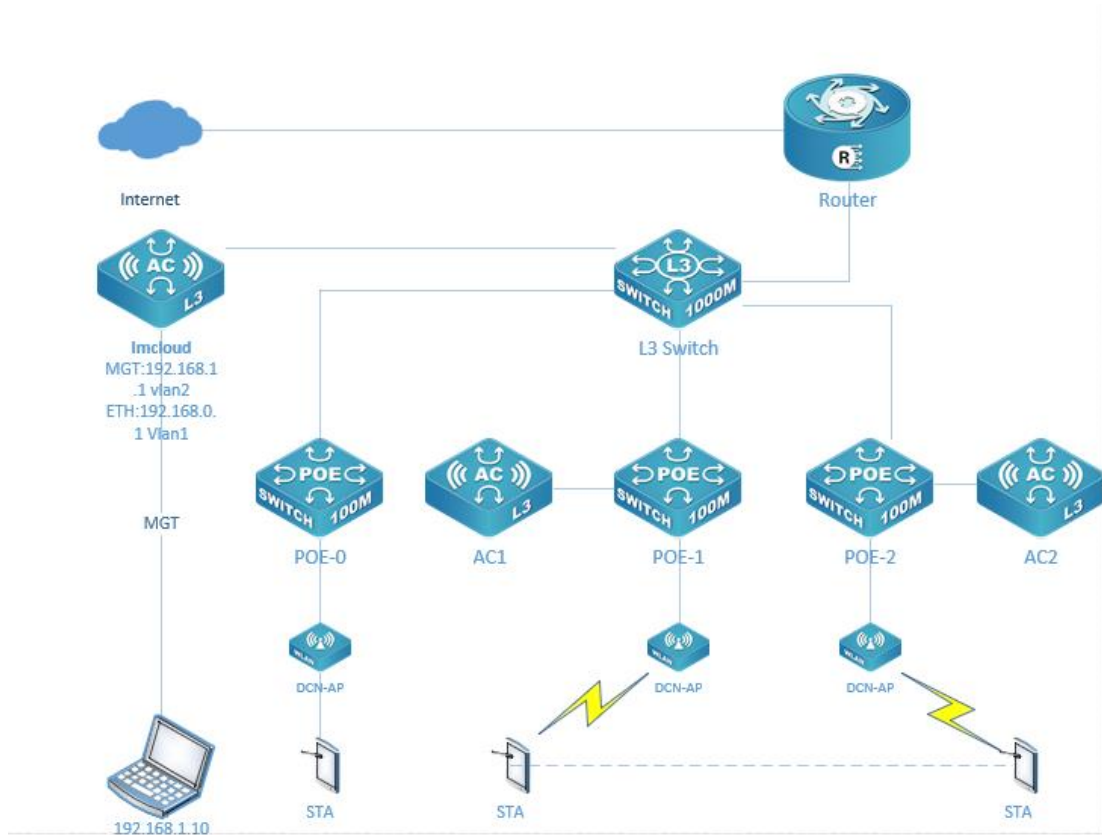 Internet
R
Router
AC
L3
Imcloud
MGT:192.168.1
.1 vlan2
ETH:192.168.0.
1 Vlan1
L3
SWITCH 1000M
L3 Switch
POE
SWITCH 100M
POE-0
AC
L3
AC1
POE
SWITCH 100M
POE-1
POE
SWITCH 100M
POE-2
AC
L3
AC2
MGT
WLAN
DCN-AP
WLAN
DCN-AP
WLAN
DCN-AP
192.168.1.10
STA
STA
STA